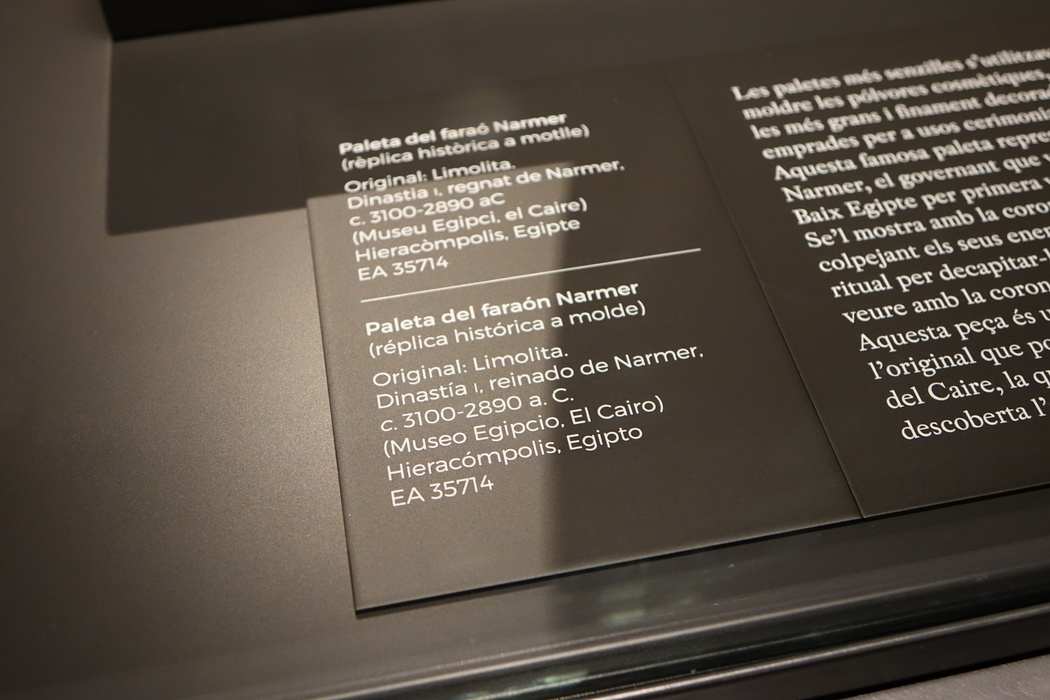 Paleta del faraó Narmer
(rèplica històrica a motlle)
Original: Limolita.
Dinastia I, regnat de Narmer,
c. 3100-2890 aC
(Museu Egipci, el Caire)
Hieracòmpolis, Egipte
EA 35714
Paleta del faraón Narmer
(réplica histórica a molde)
Original: Limolita.
Dinastía I, reinado de Narmer,
c. 3100-2890 a. C.
(Museo Egipcio, El Cairo)
Hieracómpolis, Egipto
EA 35714
Les paletes més senzilles s'utilitzav
moldre les pólvores cosmètiques,
les més grans i finament decorad
emprades per a usos cerimonia
Aquesta famosa paleta repre
Narmer, el governant que
Baix Egipte per primera
Se'l mostra amb la coro
colpejant els seus ene
ritual per decapitar-
veure amb la coron
Aquesta peça és u
l'original que po
del Caire, la q
descoberta l'